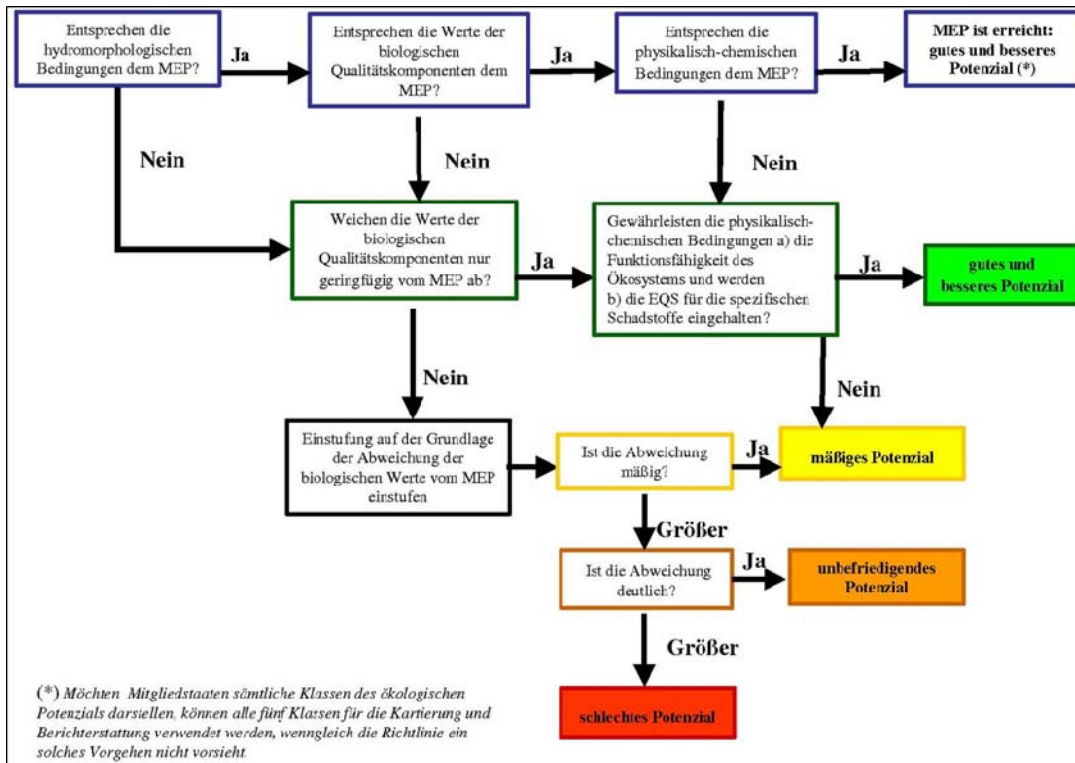 Entsprechen die
hydromorphologischen
Bedingungen dem MEP?
Ja
Entsprechen die Werte der
biologischen
Qualitätskomponenten dem
MEP?
Ja
Entsprechen die
physikalisch-chemischen
Bedingungen dem MEP?
Ja
MEP ist erreicht:
gutes und besseres
Potenzial (*)
Nein
Nein
Nein
Weichen die Werte der
biologischen
Qualitätskomponenten nur
geringfügig vom MEP ab?
Ja
Gewährleisten die physikalisch-
chemischen Bedingungen a) die
Funktionsfähigkeit des
Ökosystems und werden
b) die EQS für die spezifischen
Schadstoffe eingehalten?
Ja
gutes und
besseres Potenzial
Nein
Nein
Einstufung auf der Grundlage
der Abweichung der
biologischen Werte vom MEP
einstufen
Ist die Abweichung
mäßig?
Ja
mäßiges Potenzial
Größer
Ist die Abweichung
deutlich?
Ja
unbefriedigendes
Potenzial
Größer
schlechtes Potenzial
(*) Möchten Mitgliedstaaten sämtliche Klassen des ökologischen
Potenzials darstellen, können alle fünf Klassen für die Kartierung und
Berichterstattung verwendet werden, wenngleich die Richtlinie ein
solches Vorgehen nicht vorsieht.